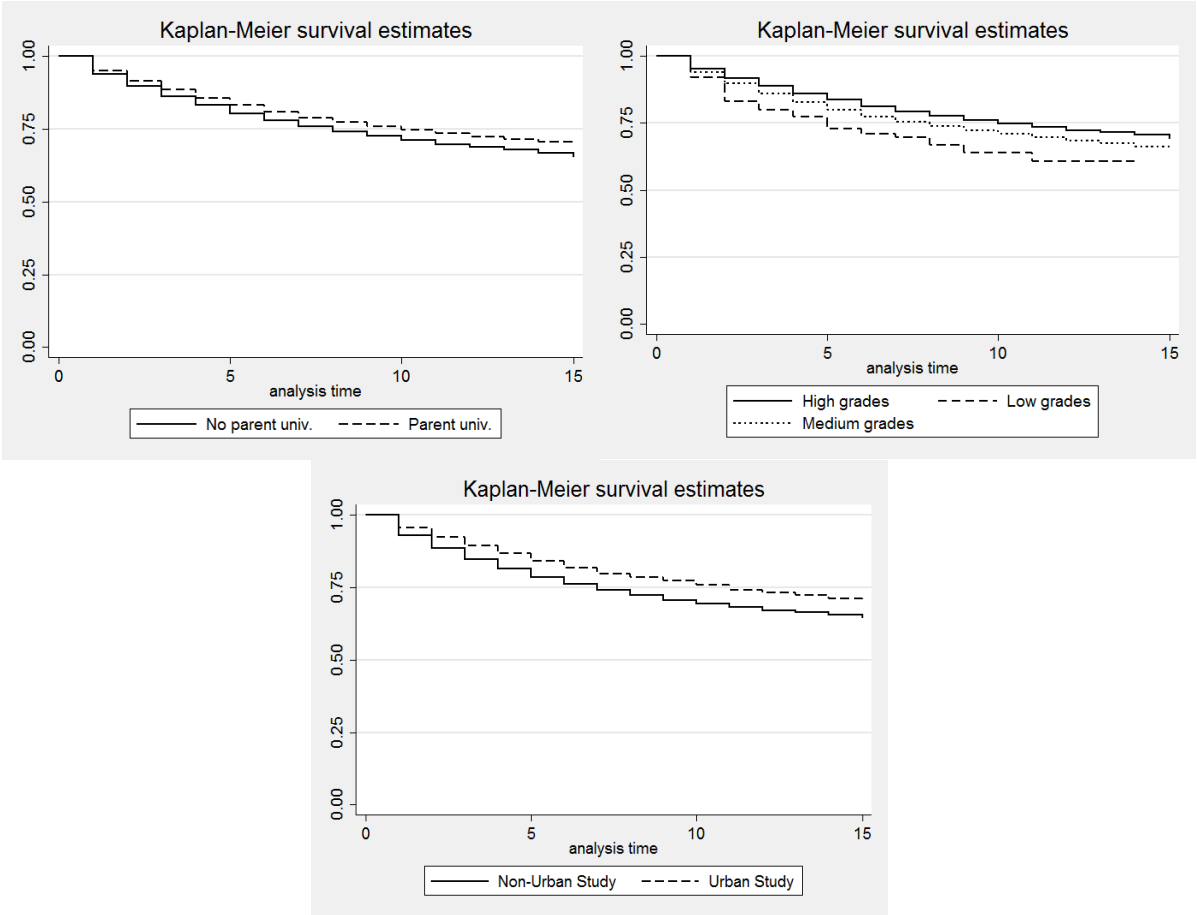 Kaplan-Meier survival estimates
1.00
0.75
0.50
0.25
0.00
0 5 10 15
analysis time
No parent univ. Parent univ.
Kaplan-Meier survival estimates
1.00
0.75
0.50
0.25
0.00
0 5 10 15
analysis time
High grades Low grades
Medium grades
Kaplan-Meier survival estimates
1.00
0.75
0.50
0.25
0.00
0 5 10 15
analysis time
Non-Urban Study Urban Study